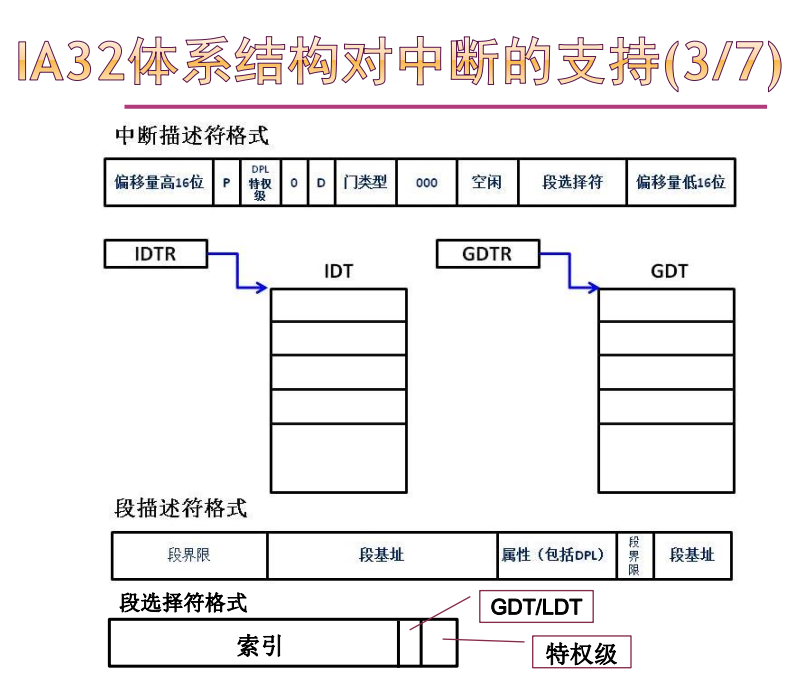 IA32体系结构对中断的支持(3/7)
中断描述符格式
偏移量高16位 P DPL特权级 0 D 门类型 000 空闲 段选择符 偏移量低16位
IDTR
GDTR
IDT
GDT
段描述符格式
段界限 段基址 属性（包括DPL） 段界限 段基址
段选择符格式
GDT/LDT
索引
特权级